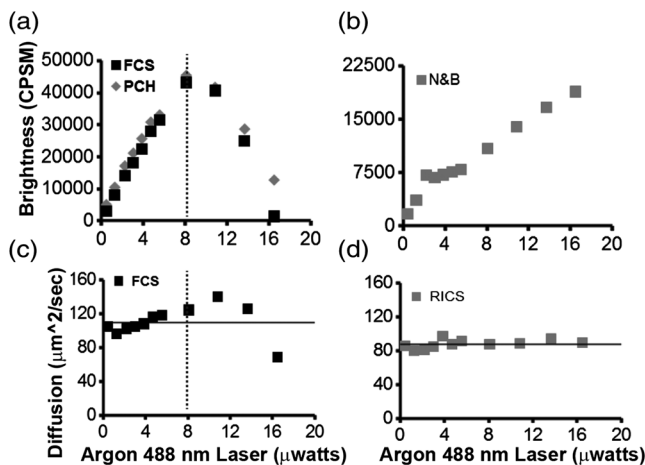 (a)
50000
40000
30000
20000
10000
0
Brightness (CPSM)
FCS
PCH
0 4 8 12 16 20
(b)
22500
15000
7500
0
N&B
0 4 8 12 16 20
(c)
160
120
80
40
0
Diffusion (μm^2/sec)
FCS
0 4 8 12 16 20
Argon 488 nm Laser (μwatts)
(d)
160
120
80
40
0
RICS
0 4 8 12 16 20
Argon 488 nm Laser (μwatts)